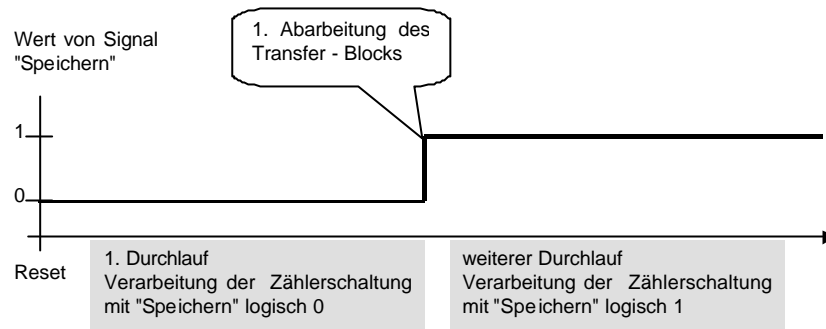 1. Abarbeitung des
Transfer - Blocks
Wert von Signal
"Speichern"
1
0
Reset
1. Durchlauf
Verarbeitung der Zählerschaltung
mit "Speichern" logisch 0
weiterer Durchlauf
Verarbeitung der Zählerschaltung
mit "Speichern" logisch 1